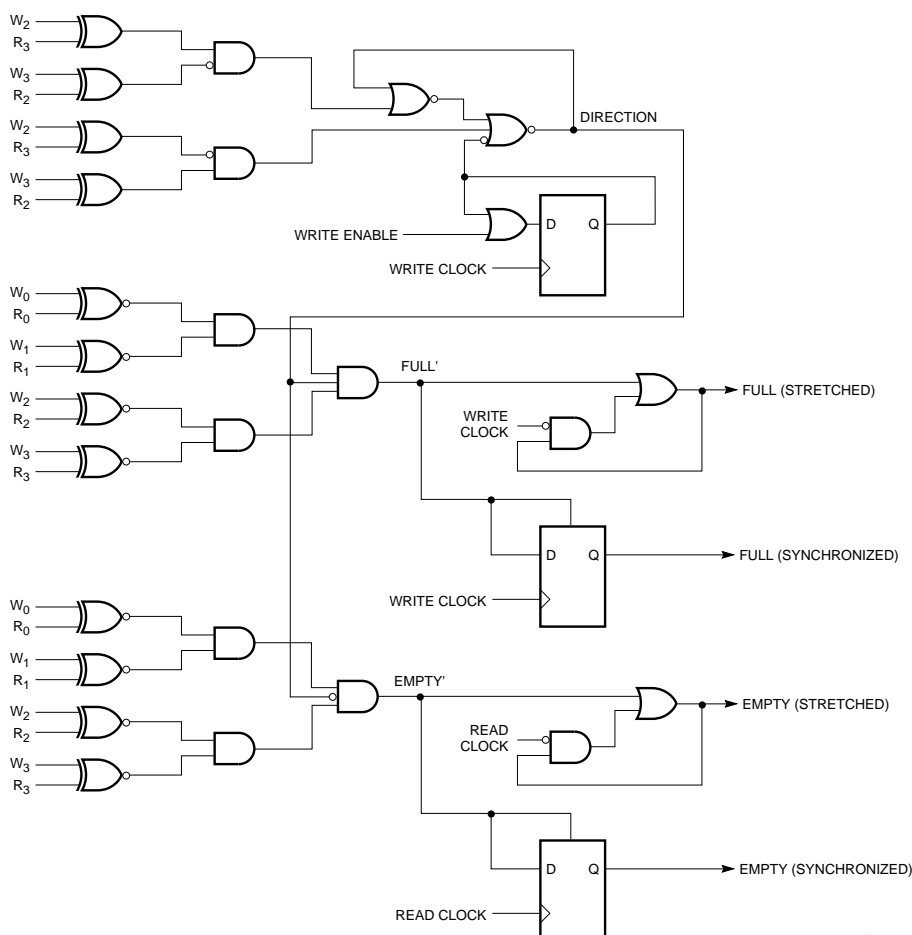 W2
R3
W3
R2
W2
R3
W3
R2
DIRECTION
D Q
WRITE ENABLE
WRITE CLOCK
W0
R0
W1
R1
W2
R2
W3
R3
FULL'
WRITE
CLOCK
FULL (STRETCHED)
D Q
FULL (SYNCHRONIZED)
WRITE CLOCK
W0
R0
W1
R1
W2
R2
W3
R3
EMPTY'
READ
CLOCK
EMPTY (STRETCHED)
D Q
EMPTY (SYNCHRONIZED)
READ CLOCK